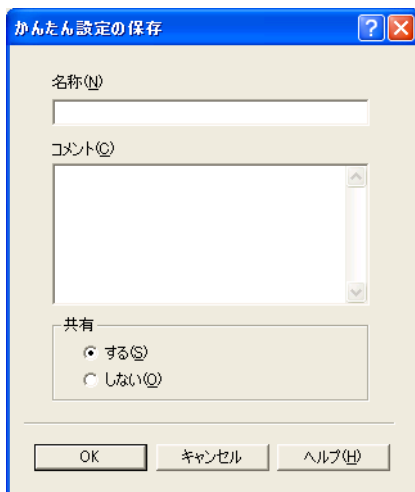 かんたん設定の保存
名称(N)
コメント(C)
共有
する(S)
しない(O)
OK キャンセル ヘルプ(H)